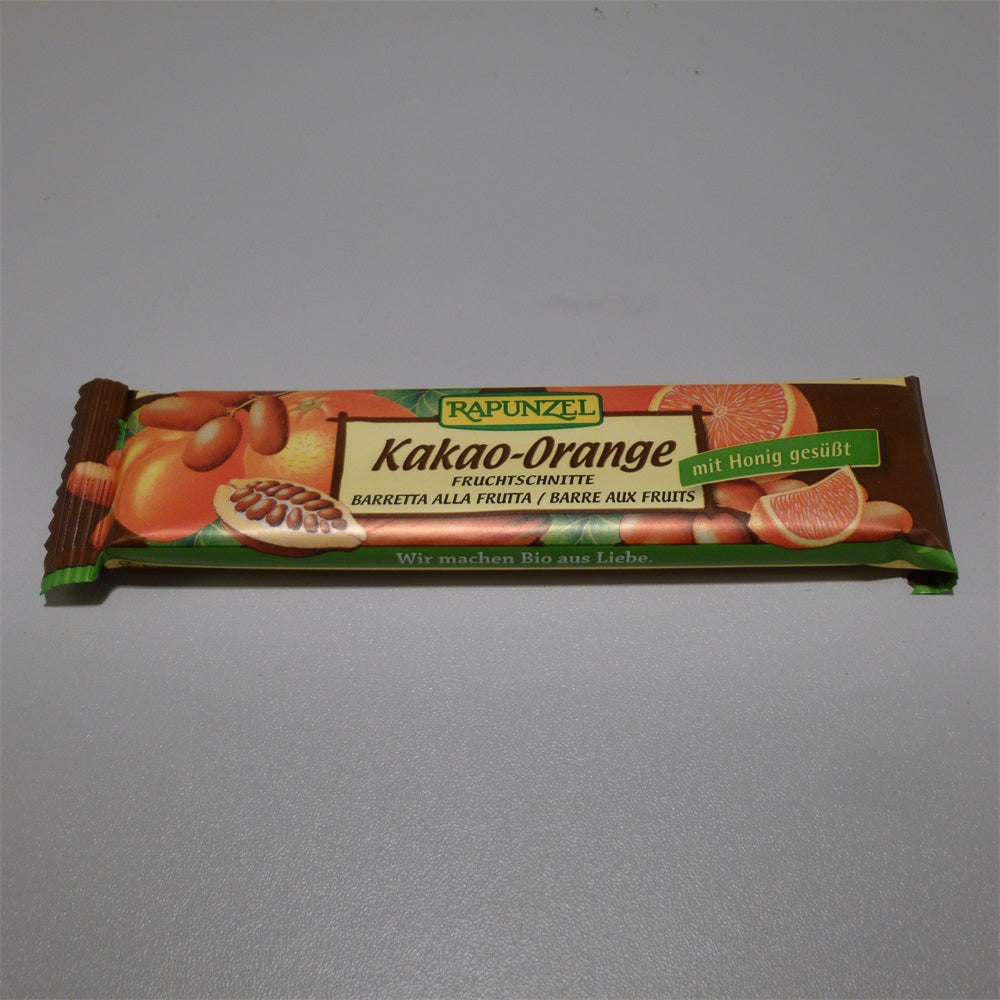 RAPUNZEL
Kakao-Orange
FRUCHTSCHNITTE
BARRETTA ALLA FRUTTA / BARRE AUX FRUITS
mit Honig gesüßt
Wir machen Bio aus Liebe.